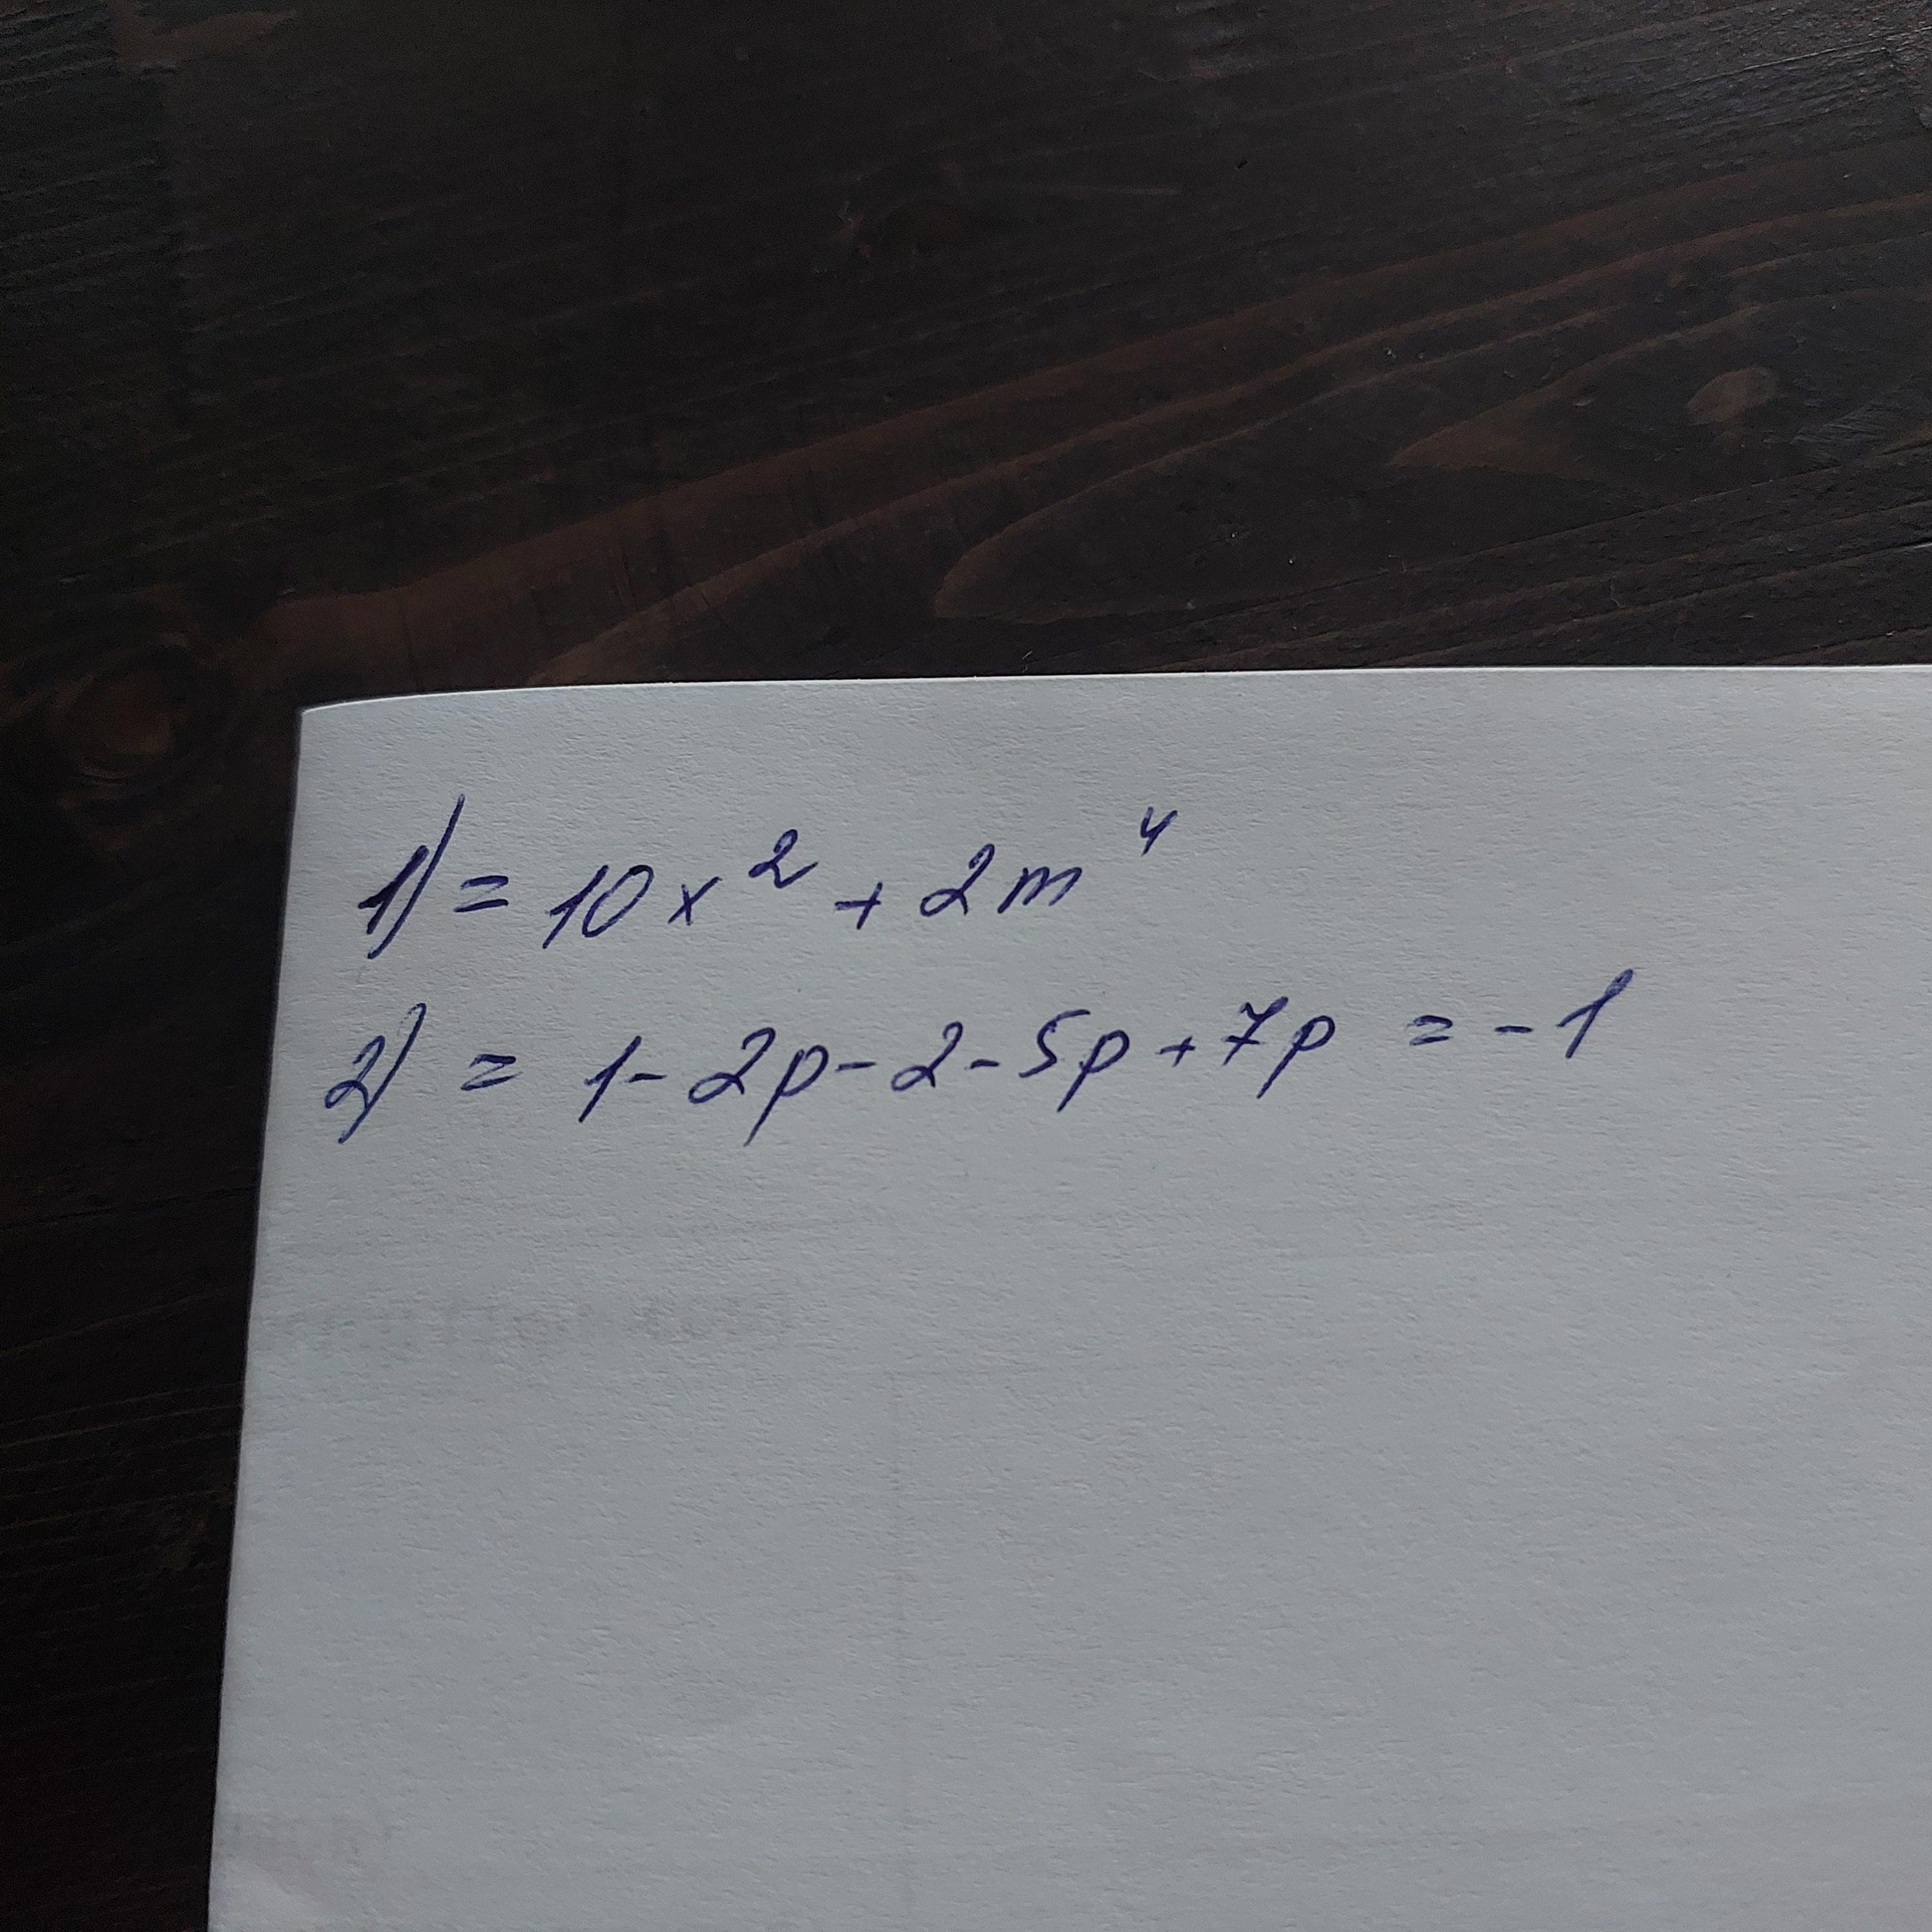 1) = 10x² + 2m⁴
2) = 1 - 2p - 2 - 5p + 7p = -1